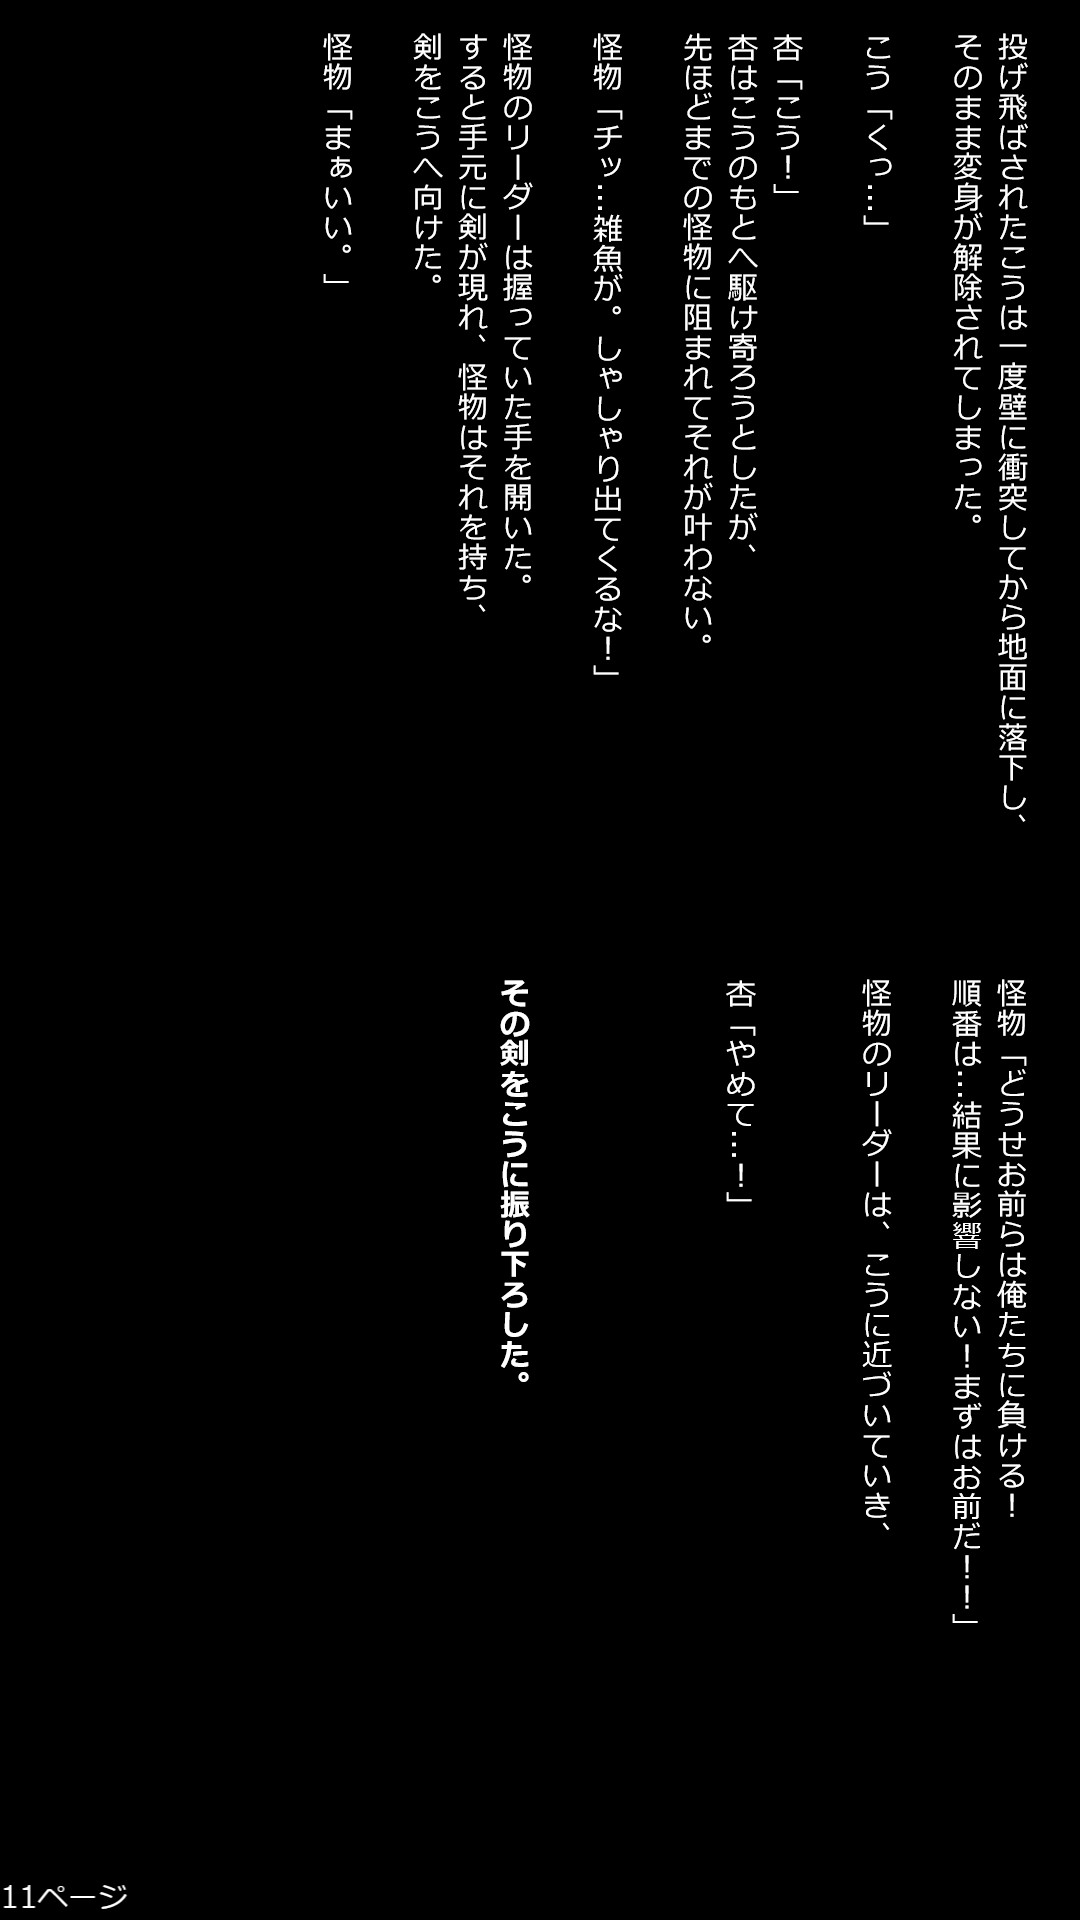 投げ飛ばされたこうは一度壁に衝突してから地面に落下し、
そのまま変身が解除されてしまった。
こう「くっ…」
杏「こう！」
杏はこうのもとへ駆け寄ろうとしたが、
先ほどまでの怪物に阻まれてそれが叶わない。
怪物「チッ…雑魚が。しゃしゃり出てくるな！」
怪物のリーダーは握っていた手を開いた。
すると手元に剣が現れ、怪物はそれを持ち、
剣をこうへ向けた。
怪物「まぁいい。」
怪物「どうせお前らは俺たちに負ける！
順番は…結果に影響しない！まずはお前だ！！」
怪物のリーダーは、こうに近づいていき、
杏「やめて…！」
その剣をこうに振り下ろした。
11ページ